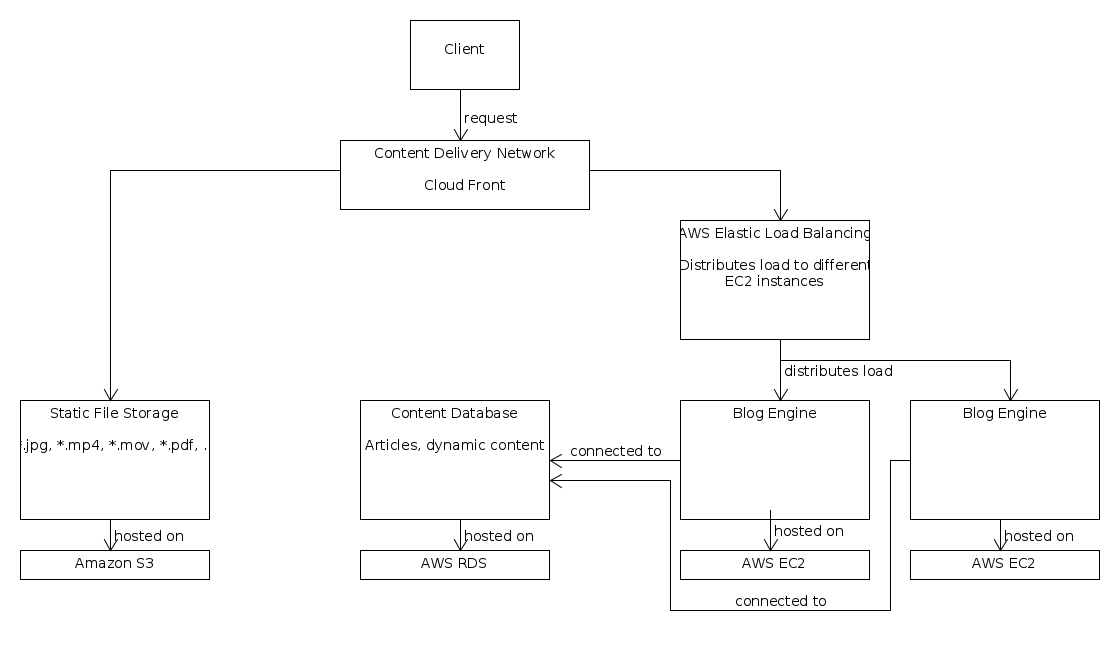 Client
request
Content Delivery Network
Cloud Front
AWS Elastic Load Balancing
Distributes load to different
EC2 instances
distributes load
Static File Storage
*.jpg, *.mp4, *.mov, *.pdf, .
Content Database
Articles, dynamic content
Blog Engine
Blog Engine
connected to
hosted on
hosted on
hosted on
hosted on
Amazon S3
AWS RDS
AWS EC2
AWS EC2
connected to